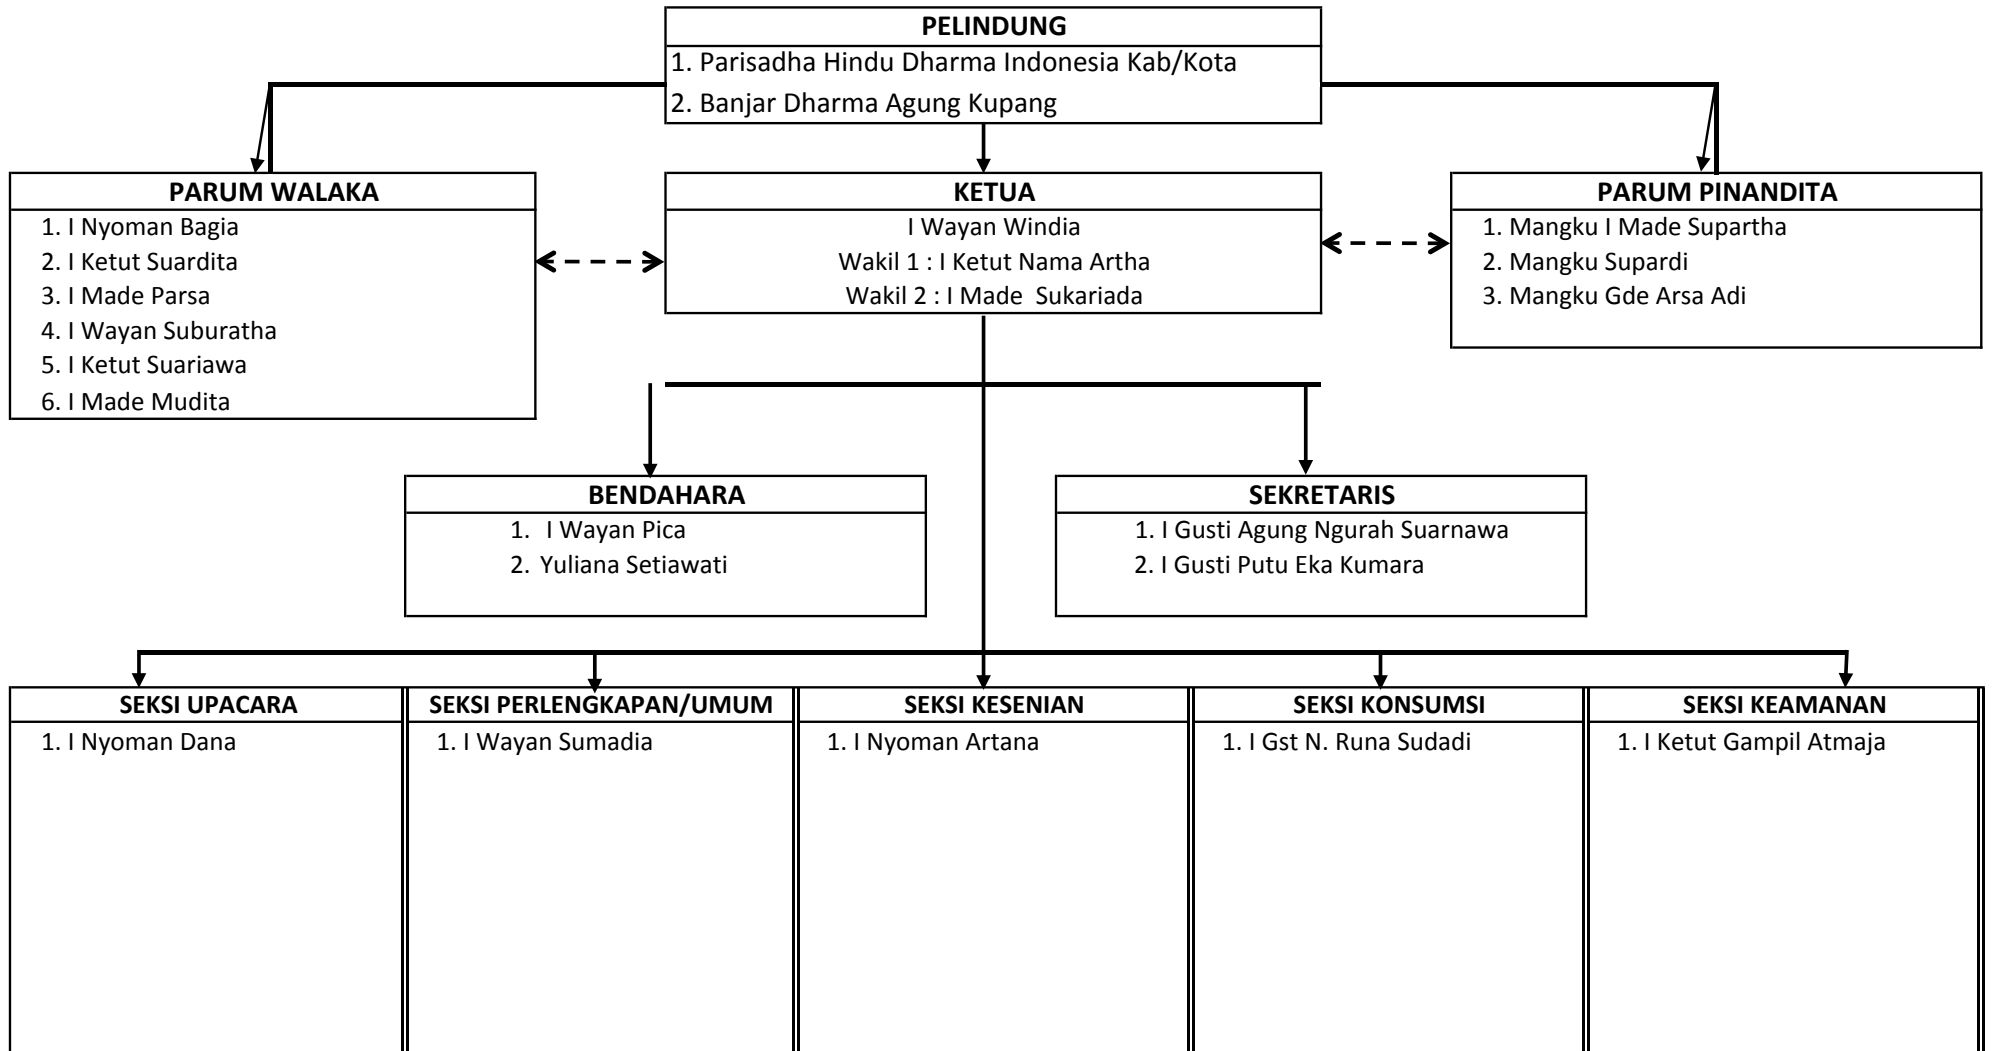 PELINDUNG
1. Parisadha Hindu Dharma Indonesia Kab/Kota
2. Banjar Dharma Agung Kupang
PARUM WALAKA
1. I Nyoman Bagia
2. I Ketut Suardita
3. I Made Parsa
4. I Wayan Suburatha
5. I Ketut Suariawa
6. I Made Mudita
KETUA
I Wayan Windia
Wakil 1 : I Ketut Nama Artha
Wakil 2 : I Made Sukariada
PARUM PINANDITA
1. Mangku I Made Supartha
2. Mangku Supardi
3. Mangku Gde Arsa Adi
BENDAHARA
1. I Wayan Pica
2. Yuliana Setiawati
SEKRETARIS
1. I Gusti Agung Ngurah Suarnawa
2. I Gusti Putu Eka Kumara
SEKSI UPACARA
1. I Nyoman Dana
SEKSI PERLENGKAPAN/UMUM
1. I Wayan Sumadia
SEKSI KESENIAN
1. I Nyoman Artana
SEKSI KONSUMSI
1. I Gst N. Runa Sudadi
SEKSI KEAMANAN
1. I Ketut Gampil Atmaja